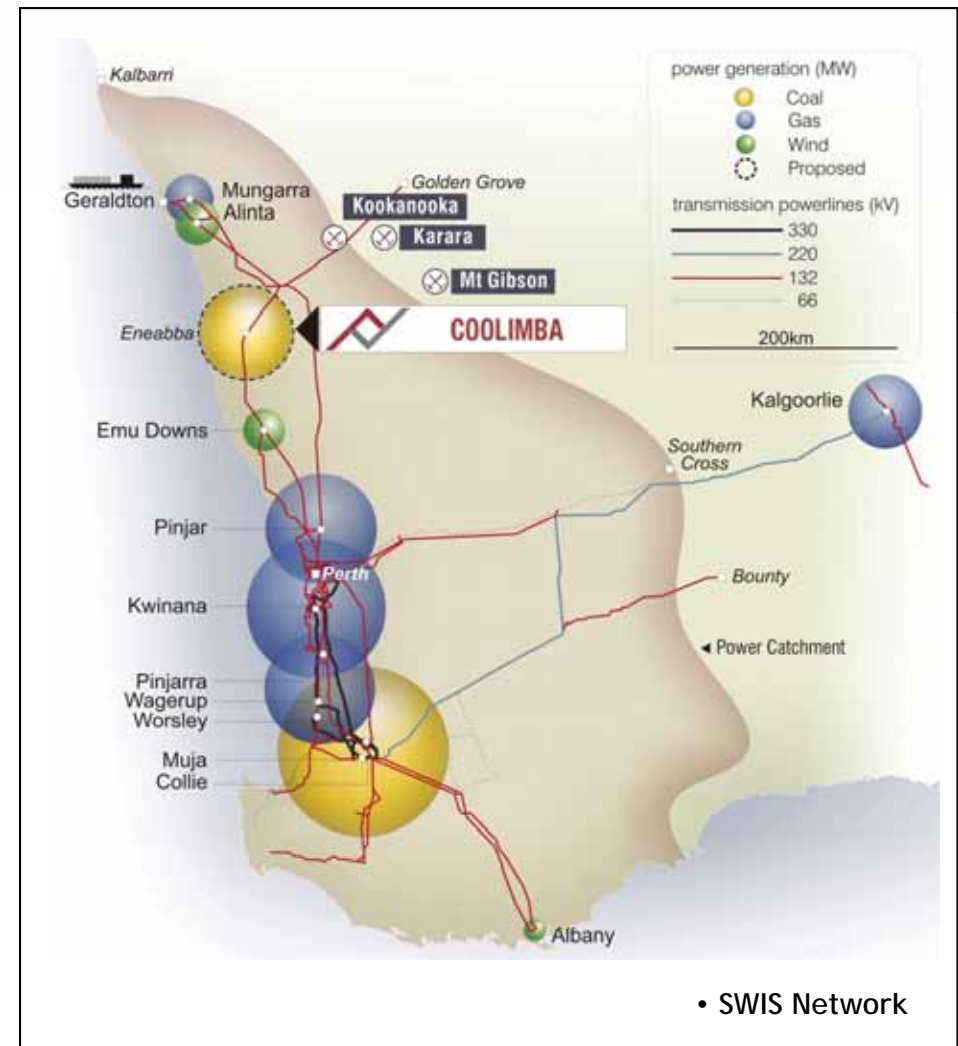 Kalbarri
power generation (MW)
Coal
Gas
Wind
Proposed
transmission powerlines (kV)
330
220
132
66
200km
Golden Grove
Geraldton
Mungarra
Alinta
Kookanooka
Karara
Mt Gibson
Eneabba
COOLIMBA
Kalgoorlie
Emu Downs
Southern
Cross
Pinjar
Perth
Bounty
Kwinana
Power Catchment
Pinjarra
Wagerup
Worsley
Muja
Collie
Albany
• SWIS Network